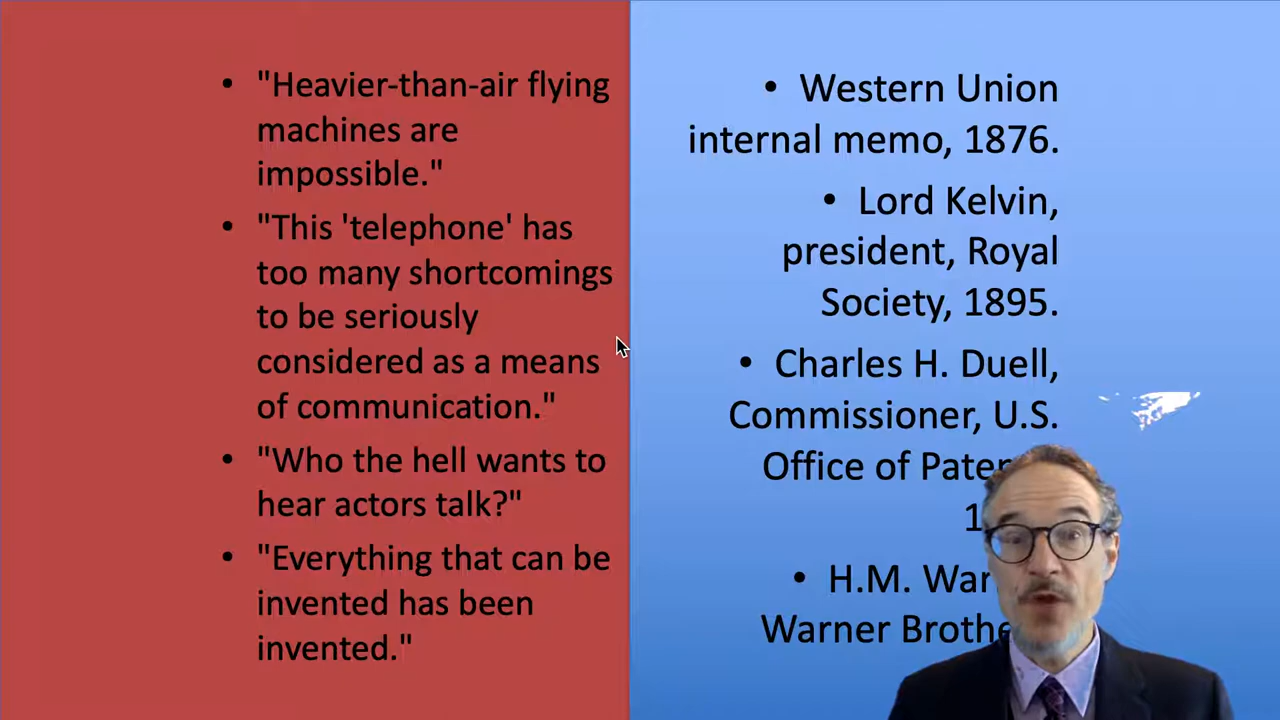 • "Heavier-than-air flying
machines are
impossible."
• "This 'telephone' has
too many shortcomings
to be seriously
considered as a means
of communication."
• "Who the hell wants to
hear actors talk?"
• "Everything that can be
invented has been
invented."
• Western Union
internal memo, 1876.
• Lord Kelvin,
president, Royal
Society, 1895.
• Charles H. Duell,
Commissioner, U.S.
Office of
• H.M.
Warner